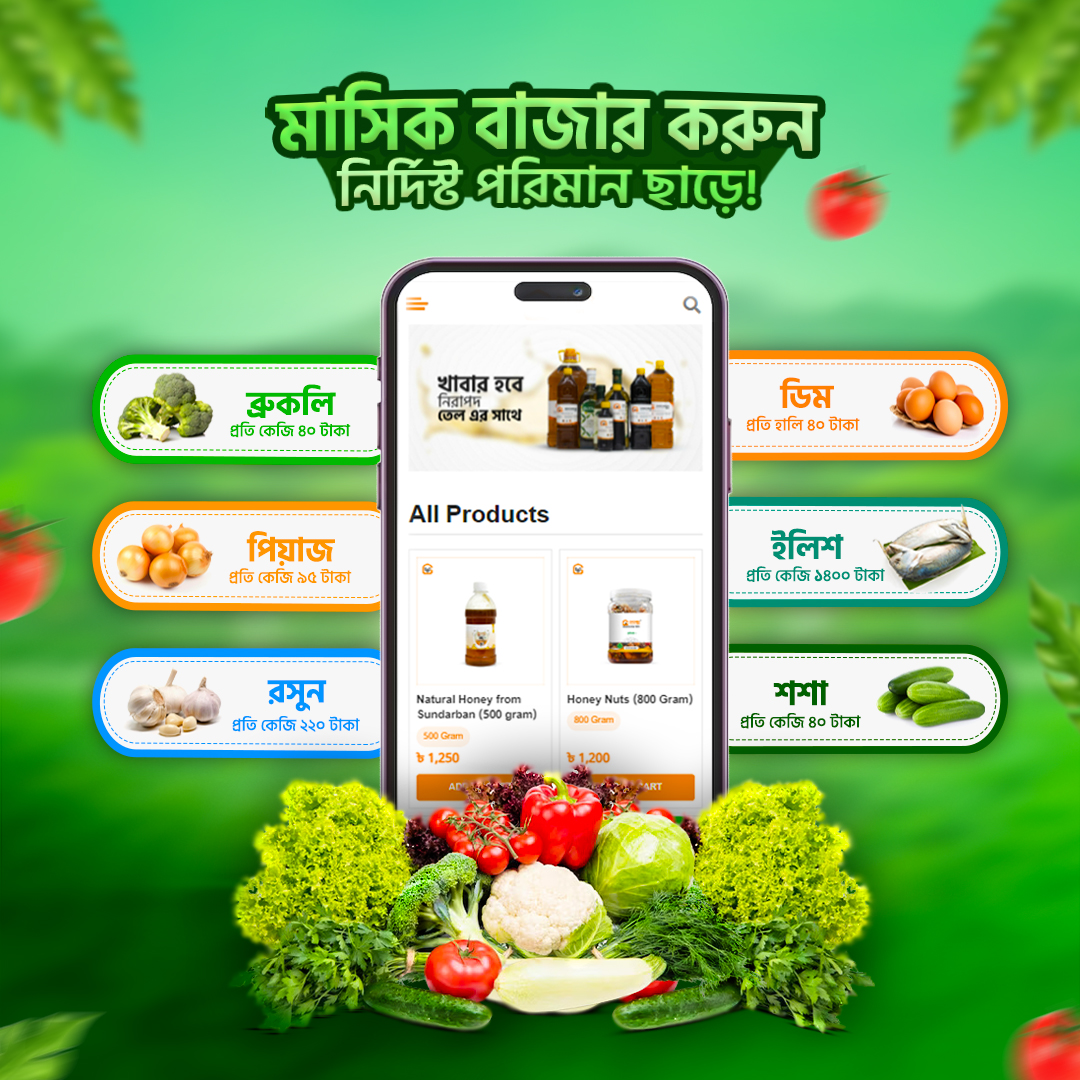 মাসিক বাজার করুন
নির্দিস্ট পরিমান ছাড়ে!
ব্রুকলি
প্রতি কেজি ৪০ টাকা
পিয়াজ
প্রতি কেজি ৯৫ টাকা
রসুন
প্রতি কেজি ২২০ টাকা
খাবার হবে
নিরাপদ
তেল এর সাথে
All Products
Natural Honey from
Sundarban (500 gram)
500 Gram
৳ 1,250
Honey Nuts (800 Gram)
800 Gram
৳ 1,200
ডিম
প্রতি হালি ৪০ টাকা
ইলিশ
প্রতি কেজি ১৪০০ টাকা
শশা
প্রতি কেজি ৪০ টাকা